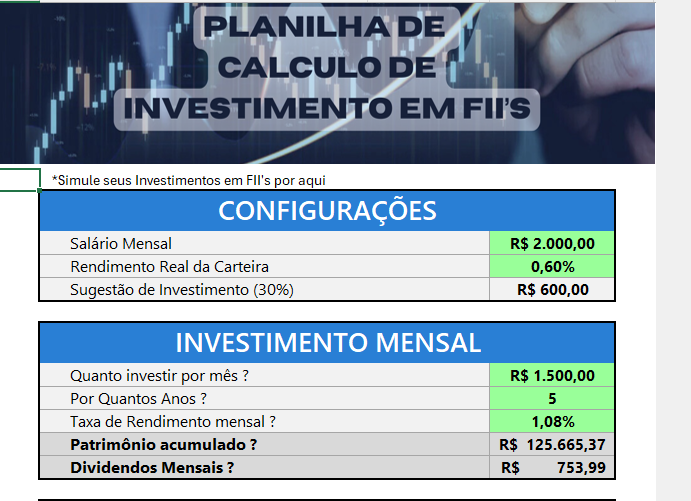 PLANILHA DE
CALCULO DE
INVESTIMENTO EM FII'S
*Simule seus Investimentos em FII's por aqui
CONFIGURAÇÕES
Salário Mensal R$ 2.000,00
Rendimento Real da Carteira 0,60%
Sugestão de Investimento (30%) R$ 600,00
INVESTIMENTO MENSAL
Quanto investir por mês ? R$ 1.500,00
Por Quantos Anos ? 5
Taxa de Rendimento mensal ? 1,08%
Patrimônio acumulado ? R$ 125.665,37
Dividendos Mensais ? R$ 753,99